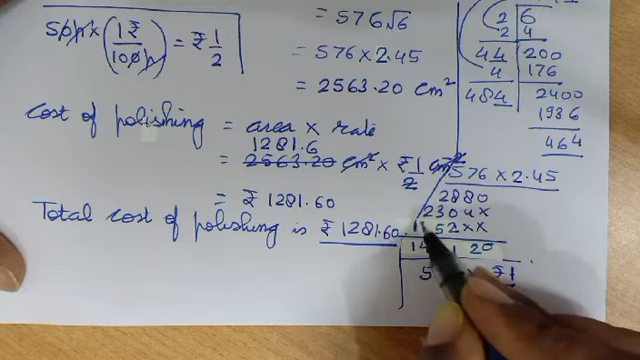 50p × (1₹/100p) = ₹ 1/2
= 576√6
= 576 × 2.45
= 2563.20 cm²
2 6
2 4
44 200
4 176
484 2400
1936
464
Cost of polishing = area × rate
1281.6
= 2563.20 cm² × ₹ 1/2 cm²
= ₹ 1281.60
Total cost of polishing is ₹ 1281.60.
576 × 2.45
2880
2304×
1152××